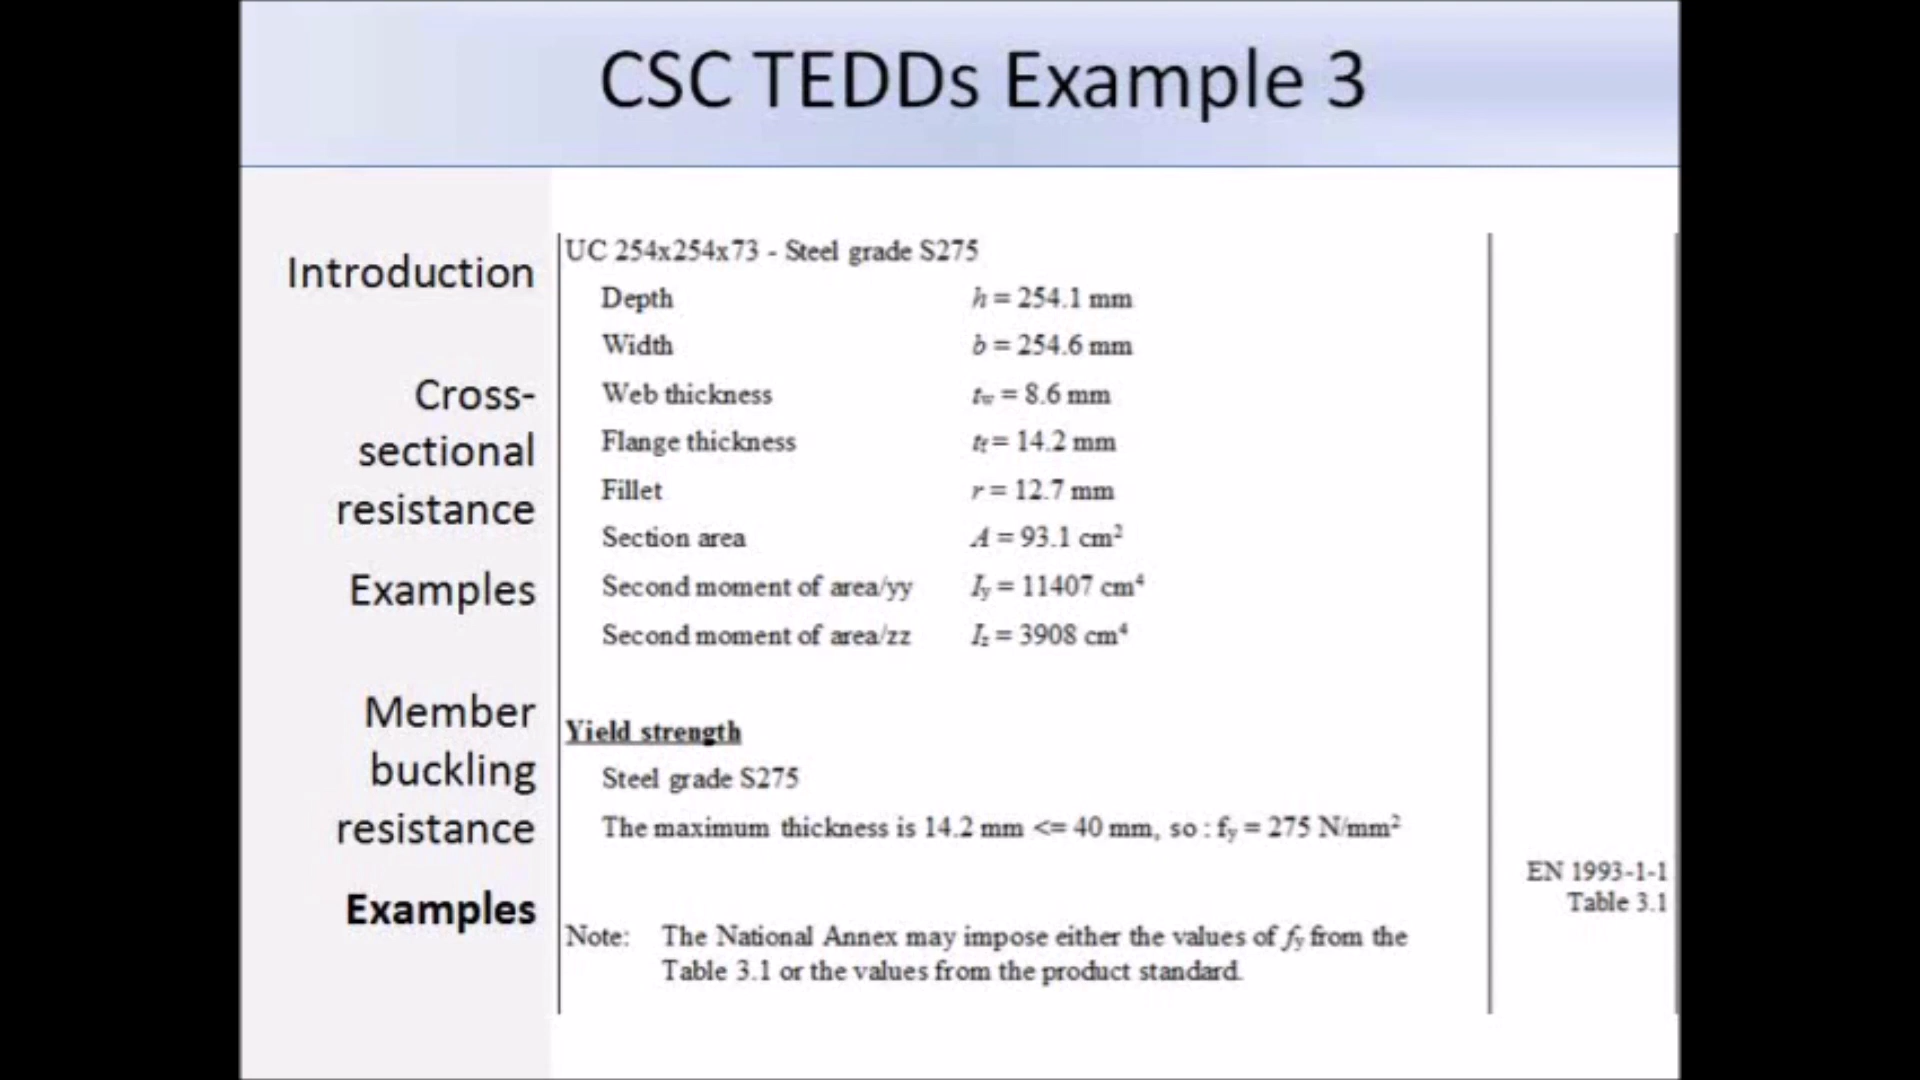 CSC TEDDs Example 3
Introduction
Cross-
sectional
resistance
Examples
Member
buckling
resistance
Examples
UC 254x254x73 - Steel grade S275
Depth h = 254.1 mm
Width b = 254.6 mm
Web thickness tw = 8.6 mm
Flange thickness tf = 14.2 mm
Fillet r = 12.7 mm
Section area A = 93.1 cm²
Second moment of area/yy Iy = 11407 cm⁴
Second moment of area/zz Iz = 3908 cm⁴
Yield strength
Steel grade S275
The maximum thickness is 14.2 mm <= 40 mm, so : fy = 275 N/mm²
EN 1993-1-1
Table 3.1
Note: The National Annex may impose either the values of fy from the
Table 3.1 or the values from the product standard.